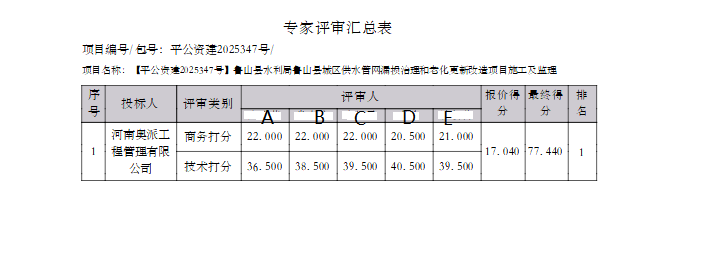 专家评审汇总表
项目编号/包号：平公资建2025347号/
项目名称：【平公资建2025347号】鲁山县水利局鲁山县城区供水管网漏损治理和老化更新改造项目施工及监理
序号 投标人 评审类别 评审人 报价得分 最终得分 排名
A B C D E
1 河南奥派工程管理有限公司 商务打分 22.000 22.000 22.000 20.500 21.000 17.040 77.440 1
技术打分 36.500 38.500 39.500 40.500 39.500